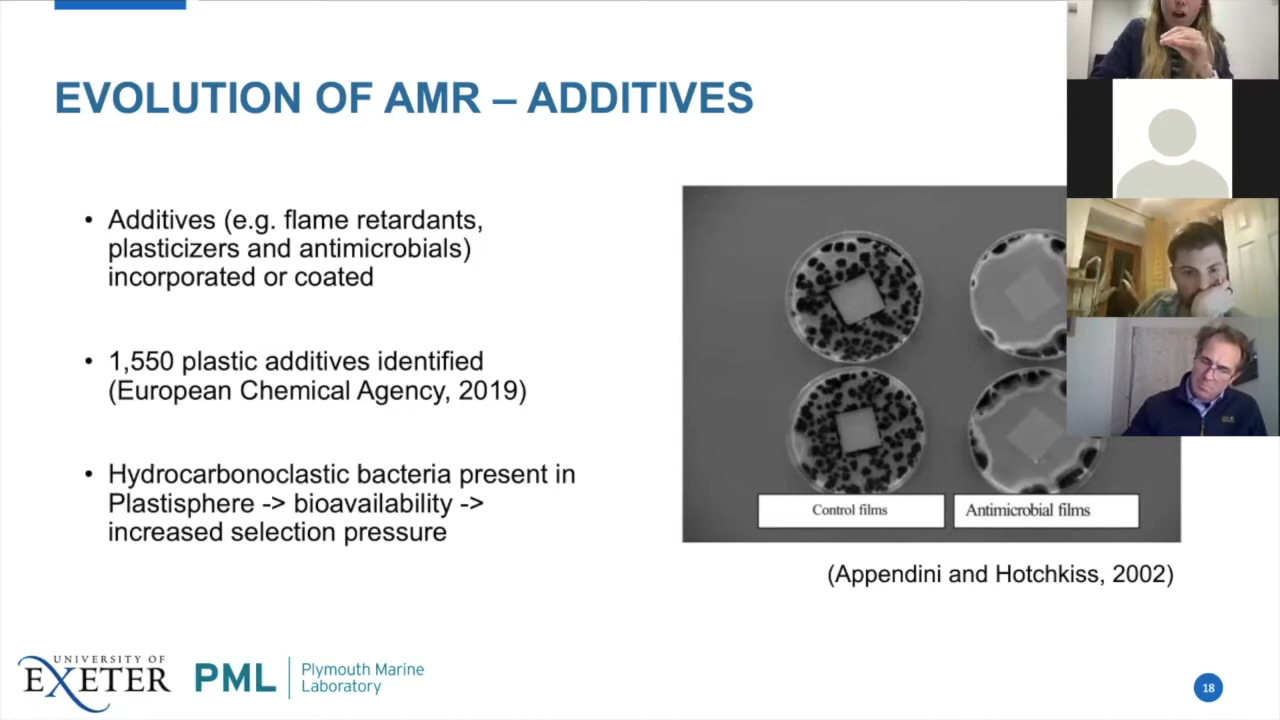 EVOLUTION OF AMR – ADDITIVES
• Additives (e.g. flame retardants,
plasticizers and antimicrobials)
incorporated or coated
• 1,550 plastic additives identified
(European Chemical Agency, 2019)
• Hydrocarbonoclastic bacteria present in
Plastisphere -> bioavailability ->
increased selection pressure
Control films
Antimicrobial films
(Appendini and Hotchkiss, 2002)
UNIVERSITY OF
EXETER
PML
Plymouth Marine
Laboratory
18